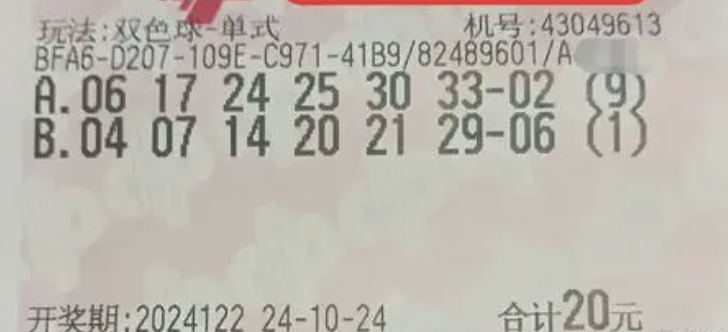 玩法:双色球-单式 机号:43049613
BFA6-D207-109E-C971-41B9/82489601/A
A.06 17 24 25 30 33-02 (9)
B.04 07 14 20 21 29-06 (1)
开奖期:2024122 24-10-24 合计20元